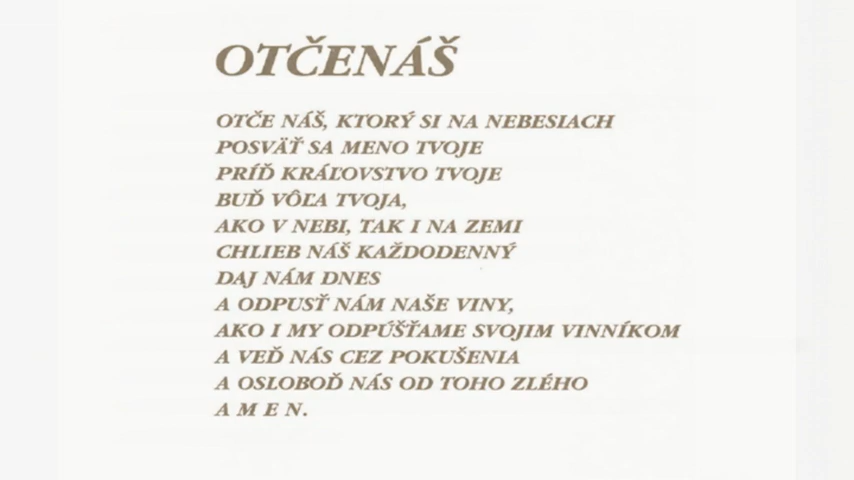 OTČENÁŠ
OTČE NÁŠ, KTORÝ SI NA NEBESIACH
POSVÄŤ SA MENO TVOJE
PRÍĎ KRÁĽOVSTVO TVOJE
BUĎ VÔĽA TVOJA,
AKO V NEBI, TAK I NA ZEMI
CHLIEB NÁŠ KAŽDODENNÝ
DAJ NÁM DNES
A ODPUSŤ NÁM NAŠE VINY,
AKO I MY ODPÚŠŤAME SVOJIM VINNÍKOM
A VEĎ NÁS CEZ POKUŠENIA
A OSLOBOĎ NÁS OD TOHO ZLÉHO
A M E N.